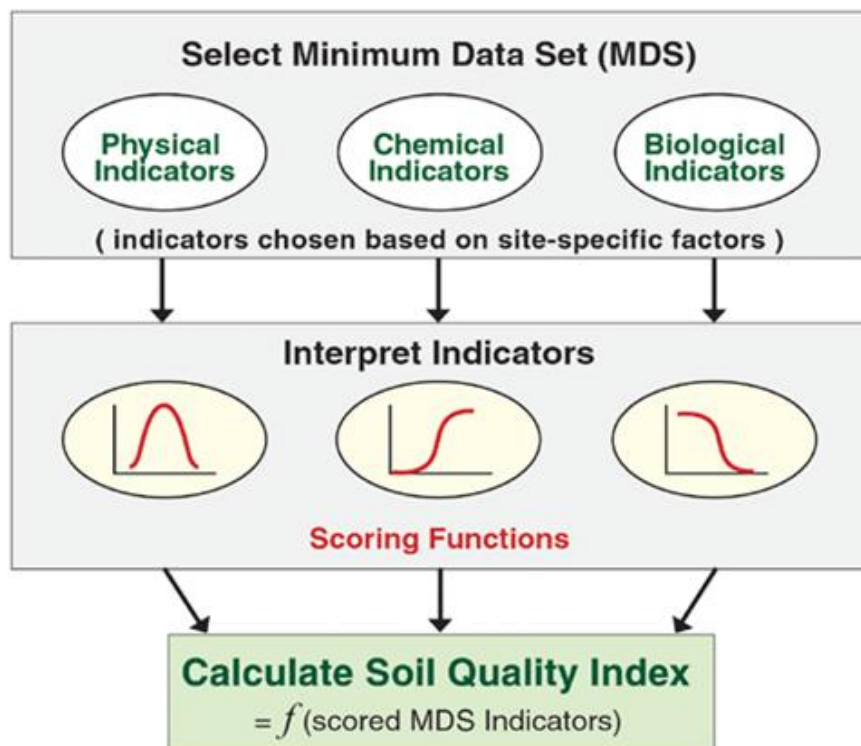 Select Minimum Data Set (MDS)
Physical
Indicators
Chemical
Indicators
Biological
Indicators
( indicators chosen based on site-specific factors )
Interpret Indicators
Scoring Functions
Calculate Soil Quality Index
= f (scored MDS Indicators)